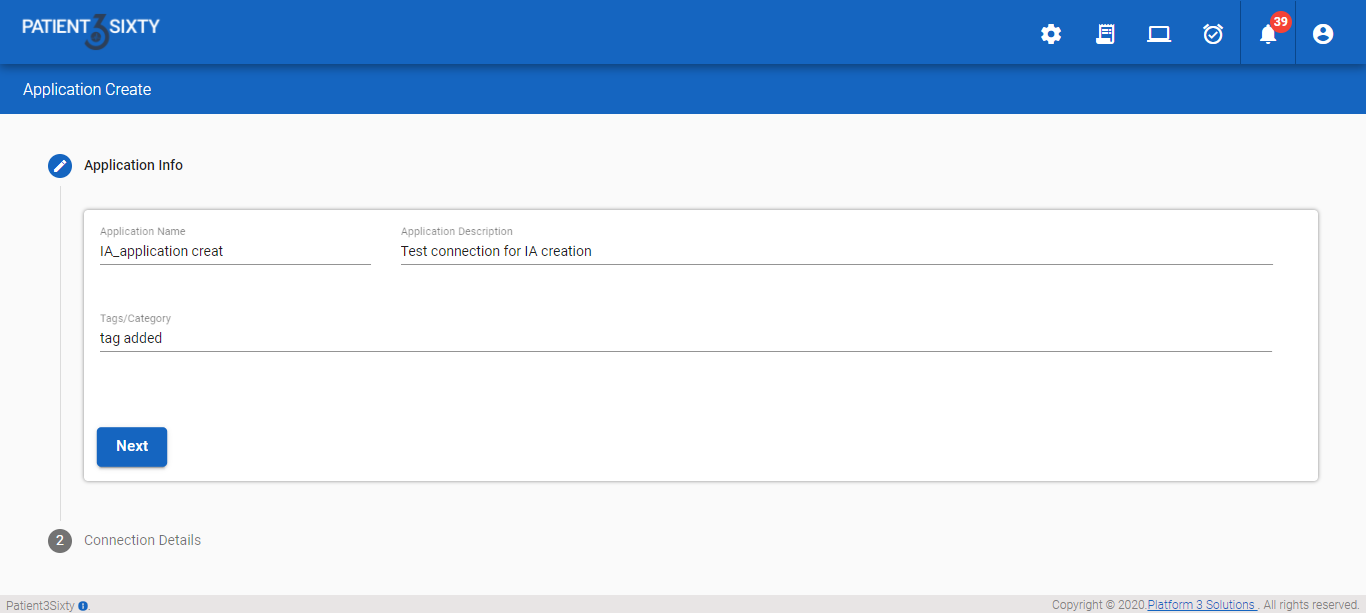 PATIENT3SIXTY
39
Application Create
Application Info
Application Name
Application Description
IA_application creat
Test connection for IA creation
Tags/Category
tag added
Next
2 Connection Details
Patient3Sixty
Copyright © 2020.Platform 3 Solutions . All rights reserved.